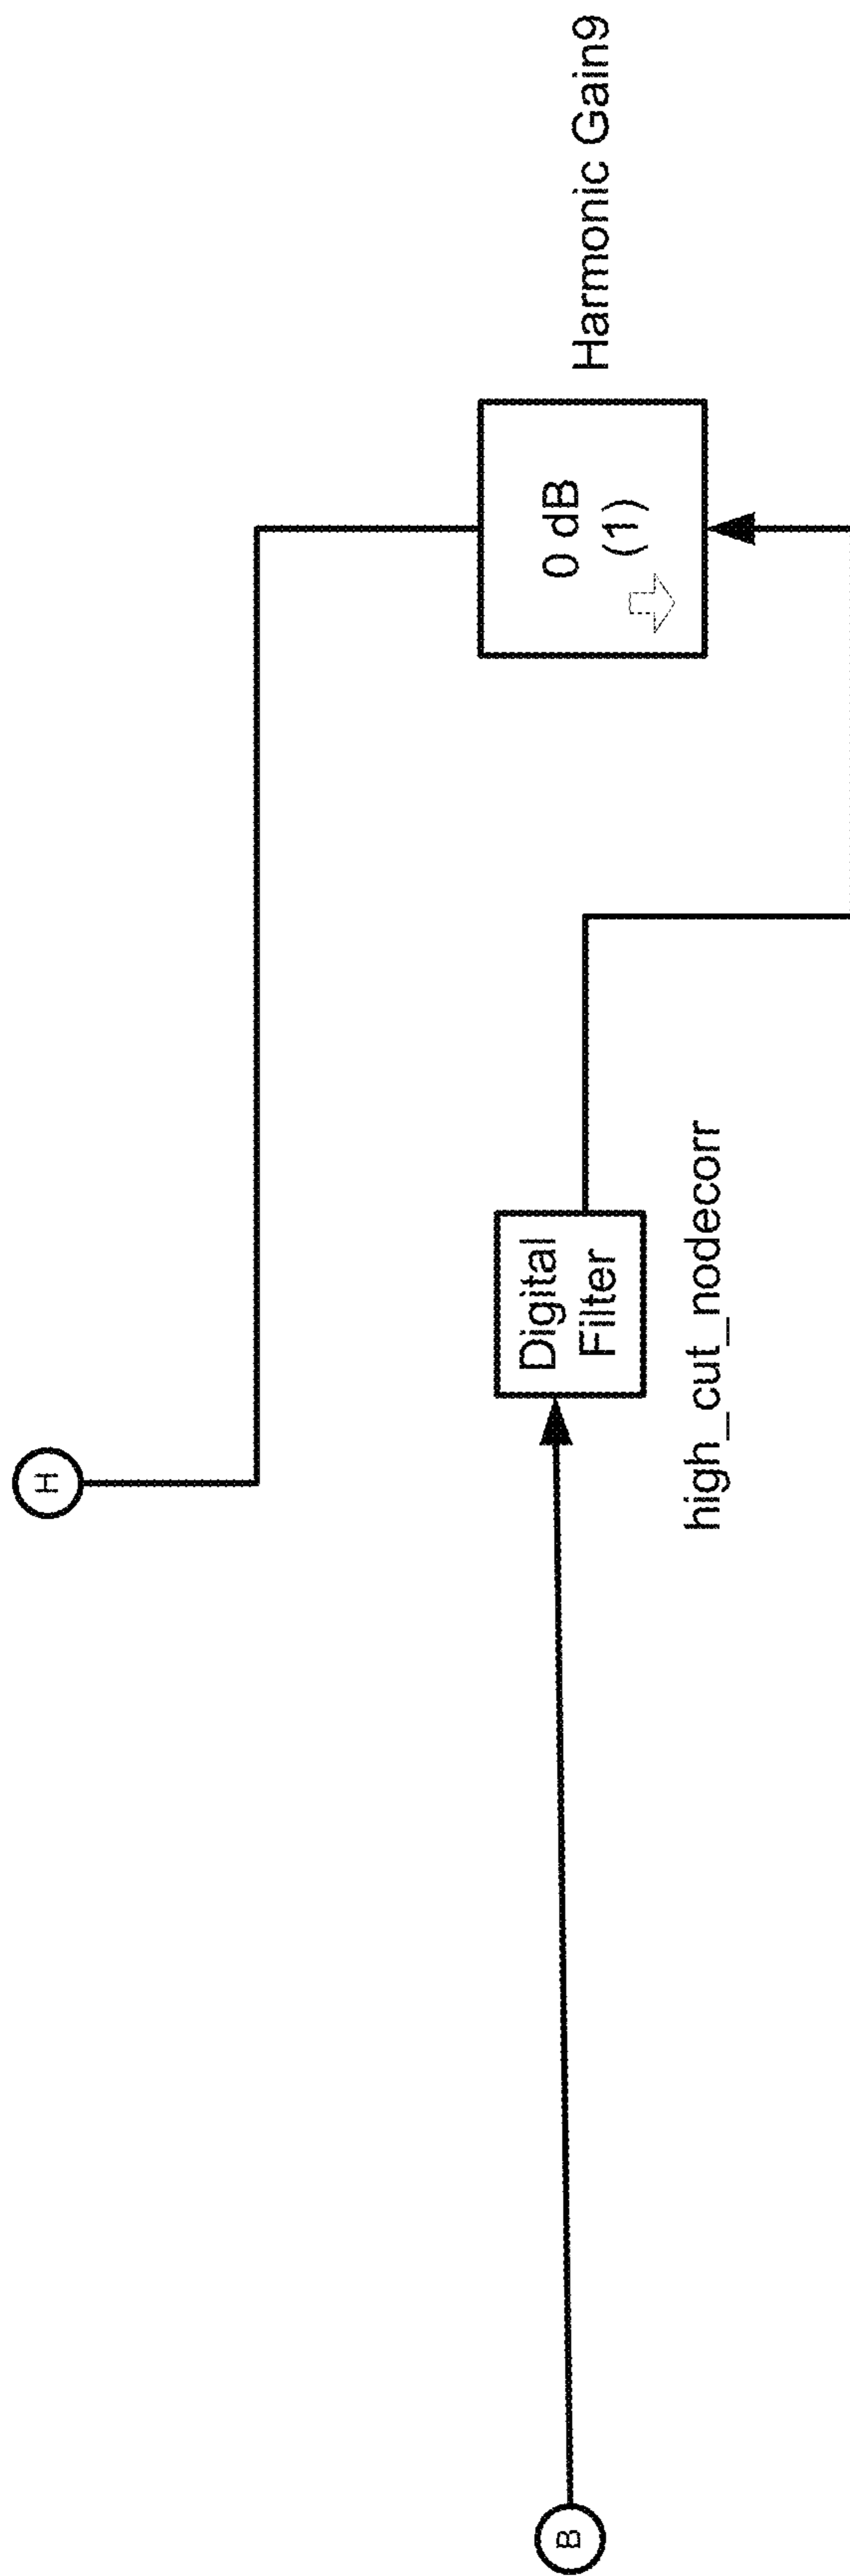 H
B
Digital
Filter
high_cut_nodecorr
0 dB
(1)
Harmonic Gain9